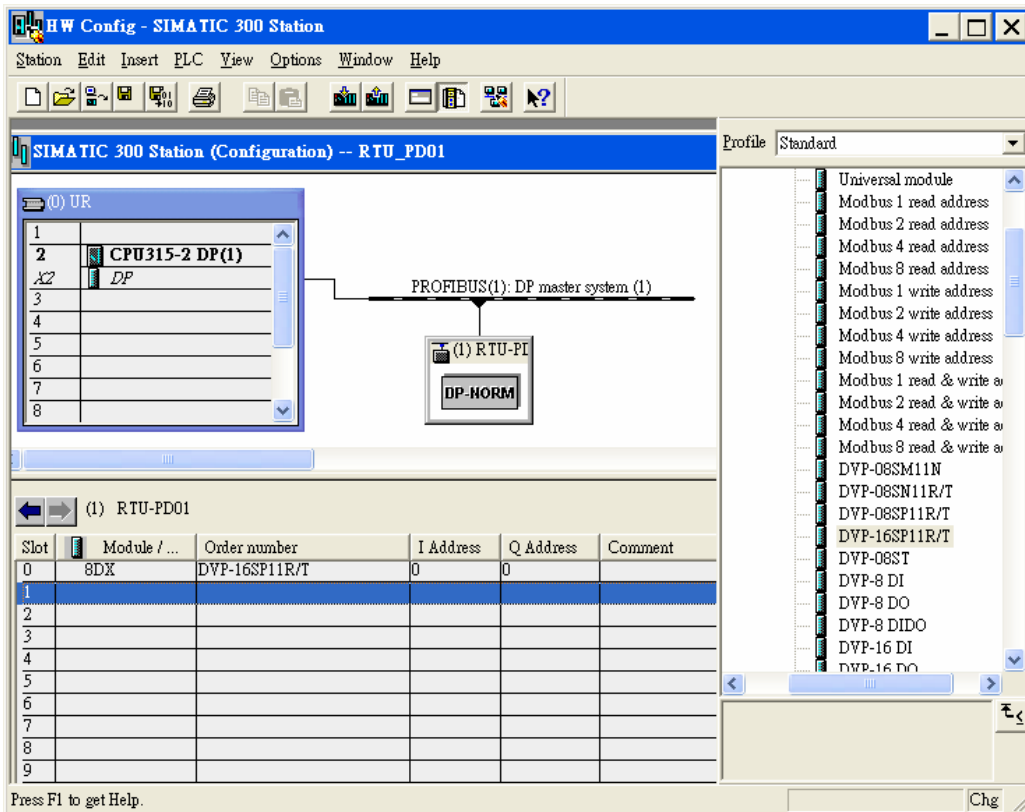 HW Config - SIMATIC 300 Station
Station Edit Insert PLC View Options Window Help
SIMATIC 300 Station (Configuration) -- RTU_PD01
(0) UR
1
2 CPU315-2 DP(1)
X2 DP
3
4
5
6
7
8
PROFIBUS(1): DP master system (1)
(1) RTU-PD
DP-NORM
(1) RTU-PD01
Slot Module / ... Order number I Address Q Address Comment
0 8DX DVP-16SP11R/T 0 0
1
2
3
4
5
6
7
8
9
Profile Standard
Universal module
Modbus 1 read address
Modbus 2 read address
Modbus 4 read address
Modbus 8 read address
Modbus 1 write address
Modbus 2 write address
Modbus 4 write address
Modbus 8 write address
Modbus 1 read & write a
Modbus 2 read & write a
Modbus 4 read & write a
Modbus 8 read & write a
DVP-08SM11N
DVP-08SN11R/T
DVP-08SP11R/T
DVP-16SP11R/T
DVP-08ST
DVP-8 DI
DVP-8 DO
DVP-8 DIDO
DVP-16 DI
DVP-16 DO
Press F1 to get Help.
Chg